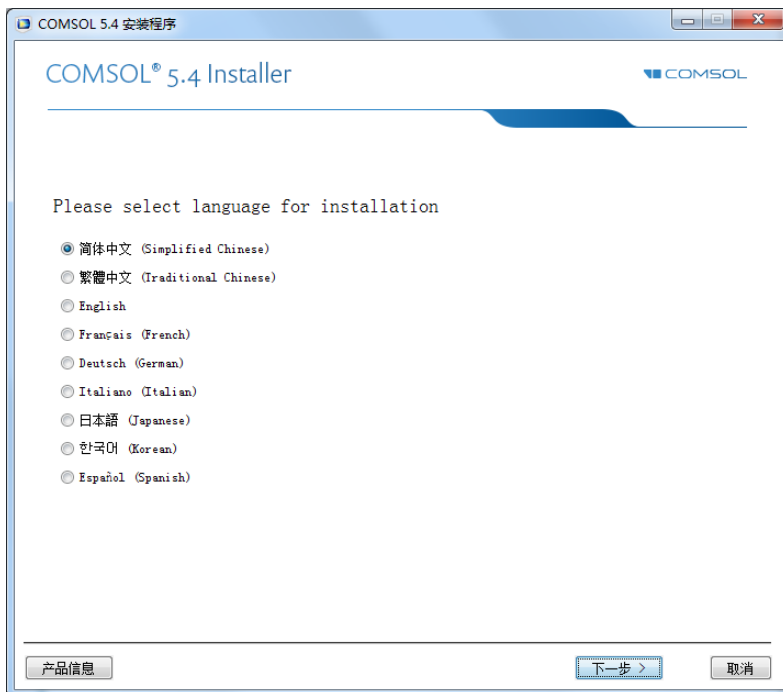 COMSOL 5.4 安装程序
COMSOL® 5.4 Installer
COMSOL
Please select language for installation
简体中文 (Simplified Chinese)
繁體中文 (Traditional Chinese)
English
Français (French)
Deutsch (German)
Italiano (Italian)
日本語 (Japanese)
한국어 (Korean)
Español (Spanish)
产品信息 下一步 > 取消